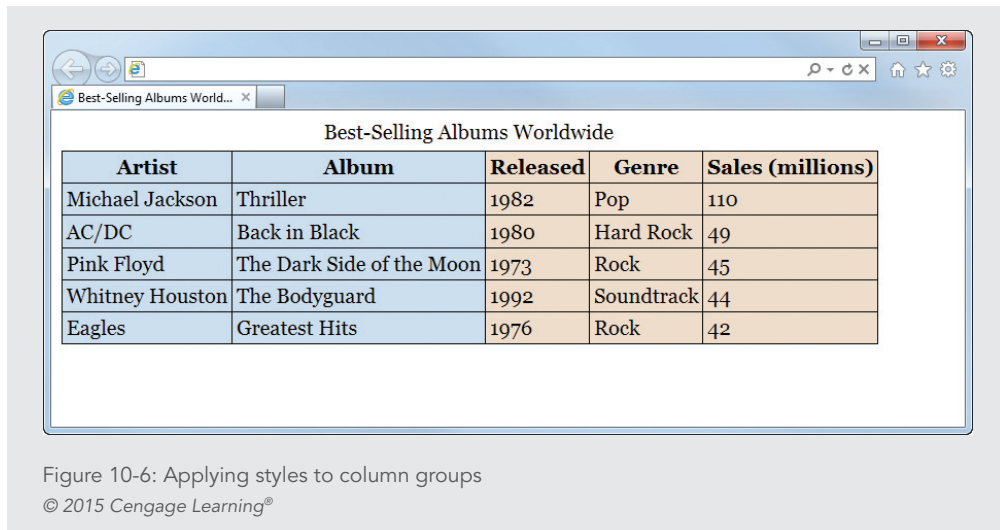 Best-Selling Albums World...
Best-Selling Albums Worldwide
Artist Album Released Genre Sales (millions)
Michael Jackson Thriller 1982 Pop 110
AC/DC Back in Black 1980 Hard Rock 49
Pink Floyd The Dark Side of the Moon 1973 Rock 45
Whitney Houston The Bodyguard 1992 Soundtrack 44
Eagles Greatest Hits 1976 Rock 42
Figure 10-6: Applying styles to column groups
© 2015 Cengage Learning®